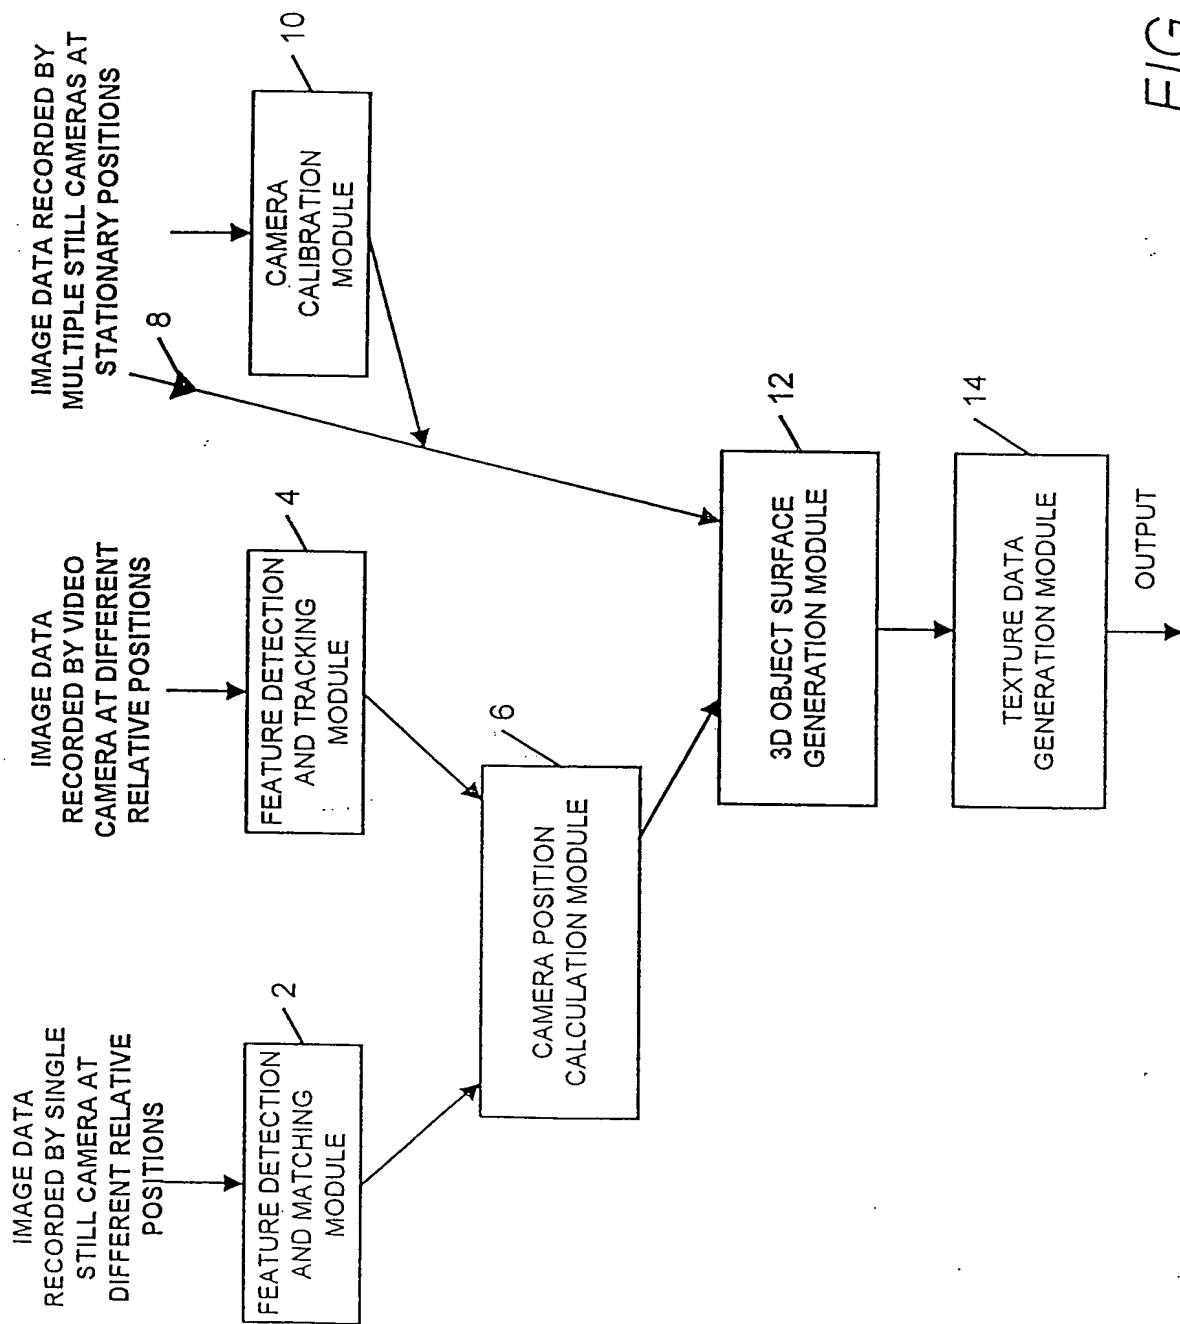 IMAGE DATA
RECORDED BY SINGLE
STILL CAMERA AT
DIFFERENT RELATIVE
POSITIONS
IMAGE DATA
RECORDED BY VIDEO
CAMERA AT DIFFERENT
RELATIVE POSITIONS
IMAGE DATA RECORDED BY
MULTIPLE STILL CAMERAS AT
STATIONARY POSITIONS
8
2
FEATURE DETECTION
AND MATCHING
MODULE
4
FEATURE DETECTION
AND TRACKING
MODULE
10
CAMERA
CALIBRATION
MODULE
6
CAMERA POSITION
CALCULATION MODULE
12
3D OBJECT SURFACE
GENERATION MODULE
14
TEXTURE DATA
GENERATION MODULE
OUTPUT
FIG